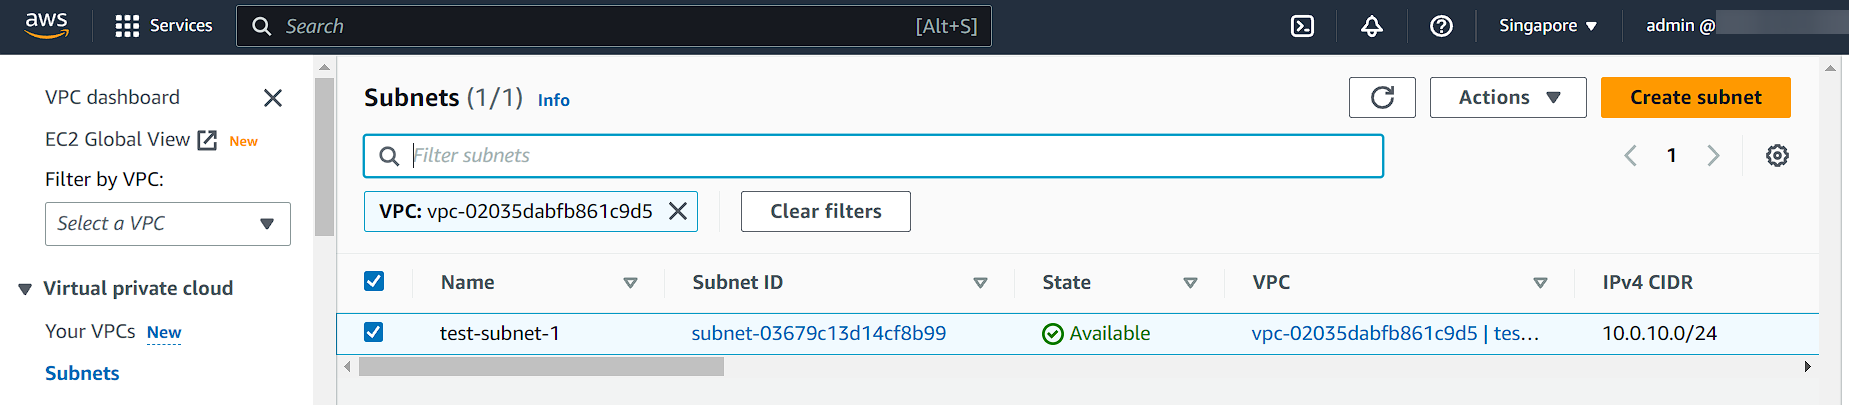 aws Services Search [Alt+S] Singapore admin @
VPC dashboard
EC2 Global View New
Filter by VPC:
Select a VPC
Virtual private cloud
Your VPCs New
Subnets
Subnets (1/1) Info Actions Create subnet
Filter subnets 1
VPC: vpc-02035dabfb861c9d5 Clear filters
Name Subnet ID State VPC IPv4 CIDR
test-subnet-1 subnet-03679c13d14cf8b99 Available vpc-02035dabfb861c9d5 | tes... 10.0.10.0/24